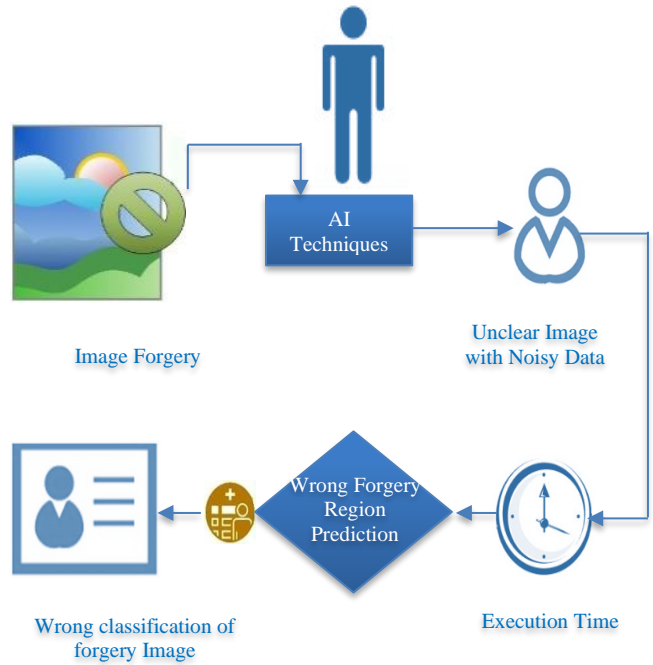 AI
Techniques
Image Forgery
Unclear Image
with Noisy Data
Wrong Forgery
Region
Prediction
Execution Time
Wrong classification of
forgery Image